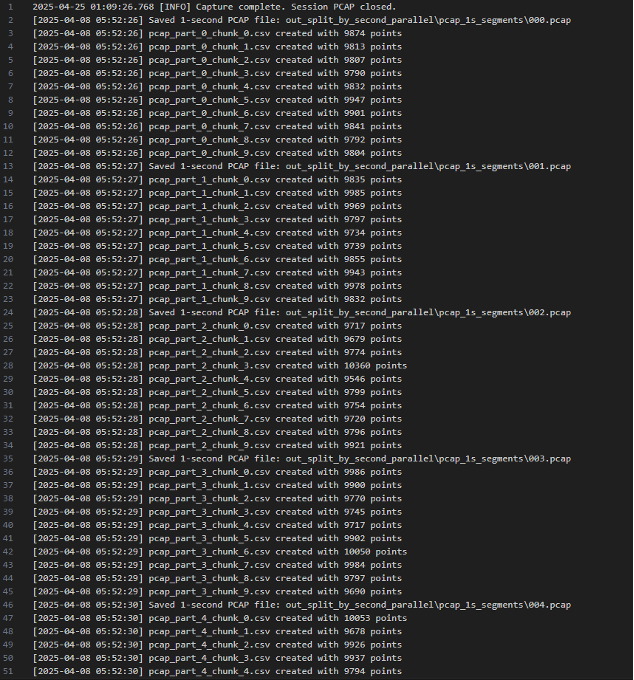 1 2025-04-25 01:09:26.768 [INFO] Capture complete. Session PCAP closed.
2 [2025-04-08 05:52:26] Saved 1-second PCAP file: out_split_by_second_parallel\pcap_1s_segments\000.pcap
3 [2025-04-08 05:52:26] pcap_part_0_chunk_0.csv created with 9874 points
4 [2025-04-08 05:52:26] pcap_part_0_chunk_1.csv created with 9813 points
5 [2025-04-08 05:52:26] pcap_part_0_chunk_2.csv created with 9807 points
6 [2025-04-08 05:52:26] pcap_part_0_chunk_3.csv created with 9790 points
7 [2025-04-08 05:52:26] pcap_part_0_chunk_4.csv created with 9832 points
8 [2025-04-08 05:52:26] pcap_part_0_chunk_5.csv created with 9947 points
9 [2025-04-08 05:52:26] pcap_part_0_chunk_6.csv created with 9901 points
10 [2025-04-08 05:52:26] pcap_part_0_chunk_7.csv created with 9841 points
11 [2025-04-08 05:52:26] pcap_part_0_chunk_8.csv created with 9792 points
12 [2025-04-08 05:52:26] pcap_part_0_chunk_9.csv created with 9804 points
13 [2025-04-08 05:52:27] Saved 1-second PCAP file: out_split_by_second_parallel\pcap_1s_segments\001.pcap
14 [2025-04-08 05:52:27] pcap_part_1_chunk_0.csv created with 9835 points
15 [2025-04-08 05:52:27] pcap_part_1_chunk_1.csv created with 9985 points
16 [2025-04-08 05:52:27] pcap_part_1_chunk_2.csv created with 9969 points
17 [2025-04-08 05:52:27] pcap_part_1_chunk_3.csv created with 9797 points
18 [2025-04-08 05:52:27] pcap_part_1_chunk_4.csv created with 9734 points
19 [2025-04-08 05:52:27] pcap_part_1_chunk_5.csv created with 9739 points
20 [2025-04-08 05:52:27] pcap_part_1_chunk_6.csv created with 9855 points
21 [2025-04-08 05:52:27] pcap_part_1_chunk_7.csv created with 9943 points
22 [2025-04-08 05:52:27] pcap_part_1_chunk_8.csv created with 9978 points
23 [2025-04-08 05:52:27] pcap_part_1_chunk_9.csv created with 9832 points
24 [2025-04-08 05:52:28] Saved 1-second PCAP file: out_split_by_second_parallel\pcap_1s_segments\002.pcap
25 [2025-04-08 05:52:28] pcap_part_2_chunk_0.csv created with 9717 points
26 [2025-04-08 05:52:28] pcap_part_2_chunk_1.csv created with 9679 points
27 [2025-04-08 05:52:28] pcap_part_2_chunk_2.csv created with 9774 points
28 [2025-04-08 05:52:28] pcap_part_2_chunk_3.csv created with 10360 points
29 [2025-04-08 05:52:28] pcap_part_2_chunk_4.csv created with 9546 points
30 [2025-04-08 05:52:28] pcap_part_2_chunk_5.csv created with 9799 points
31 [2025-04-08 05:52:28] pcap_part_2_chunk_6.csv created with 9754 points
32 [2025-04-08 05:52:28] pcap_part_2_chunk_7.csv created with 9720 points
33 [2025-04-08 05:52:28] pcap_part_2_chunk_8.csv created with 9796 points
34 [2025-04-08 05:52:28] pcap_part_2_chunk_9.csv created with 9921 points
35 [2025-04-08 05:52:29] Saved 1-second PCAP file: out_split_by_second_parallel\pcap_1s_segments\003.pcap
36 [2025-04-08 05:52:29] pcap_part_3_chunk_0.csv created with 9986 points
37 [2025-04-08 05:52:29] pcap_part_3_chunk_1.csv created with 9900 points
38 [2025-04-08 05:52:29] pcap_part_3_chunk_2.csv created with 9770 points
39 [2025-04-08 05:52:29] pcap_part_3_chunk_3.csv created with 9745 points
40 [2025-04-08 05:52:29] pcap_part_3_chunk_4.csv created with 9717 points
41 [2025-04-08 05:52:29] pcap_part_3_chunk_5.csv created with 9902 points
42 [2025-04-08 05:52:29] pcap_part_3_chunk_6.csv created with 10050 points
43 [2025-04-08 05:52:29] pcap_part_3_chunk_7.csv created with 9984 points
44 [2025-04-08 05:52:29] pcap_part_3_chunk_8.csv created with 9797 points
45 [2025-04-08 05:52:29] pcap_part_3_chunk_9.csv created with 9690 points
46 [2025-04-08 05:52:30] Saved 1-second PCAP file: out_split_by_second_parallel\pcap_1s_segments\004.pcap
47 [2025-04-08 05:52:30] pcap_part_4_chunk_0.csv created with 10053 points
48 [2025-04-08 05:52:30] pcap_part_4_chunk_1.csv created with 9678 points
49 [2025-04-08 05:52:30] pcap_part_4_chunk_2.csv created with 9926 points
50 [2025-04-08 05:52:30] pcap_part_4_chunk_3.csv created with 9937 points
51 [2025-04-08 05:52:30] pcap_part_4_chunk_4.csv created with 9794 points